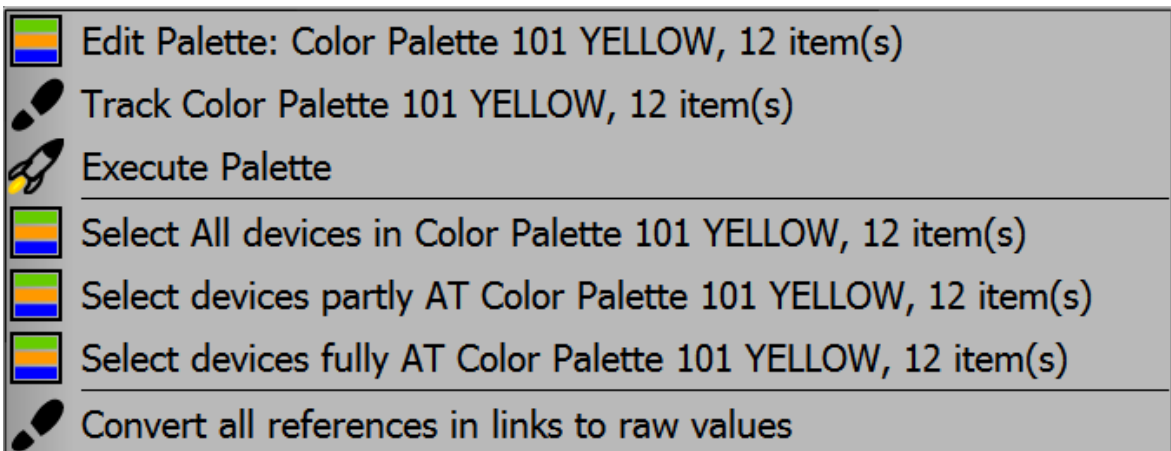 Edit Palette: Color Palette 101 YELLOW, 12 item(s)
Track Color Palette 101 YELLOW, 12 item(s)
Execute Palette
Select All devices in Color Palette 101 YELLOW, 12 item(s)
Select devices partly AT Color Palette 101 YELLOW, 12 item(s)
Select devices fully AT Color Palette 101 YELLOW, 12 item(s)
Convert all references in links to raw values